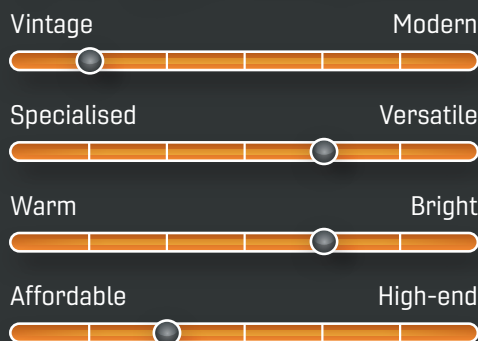 Vintage Modern
Specialised Versatile
Warm Bright
Affordable High-end